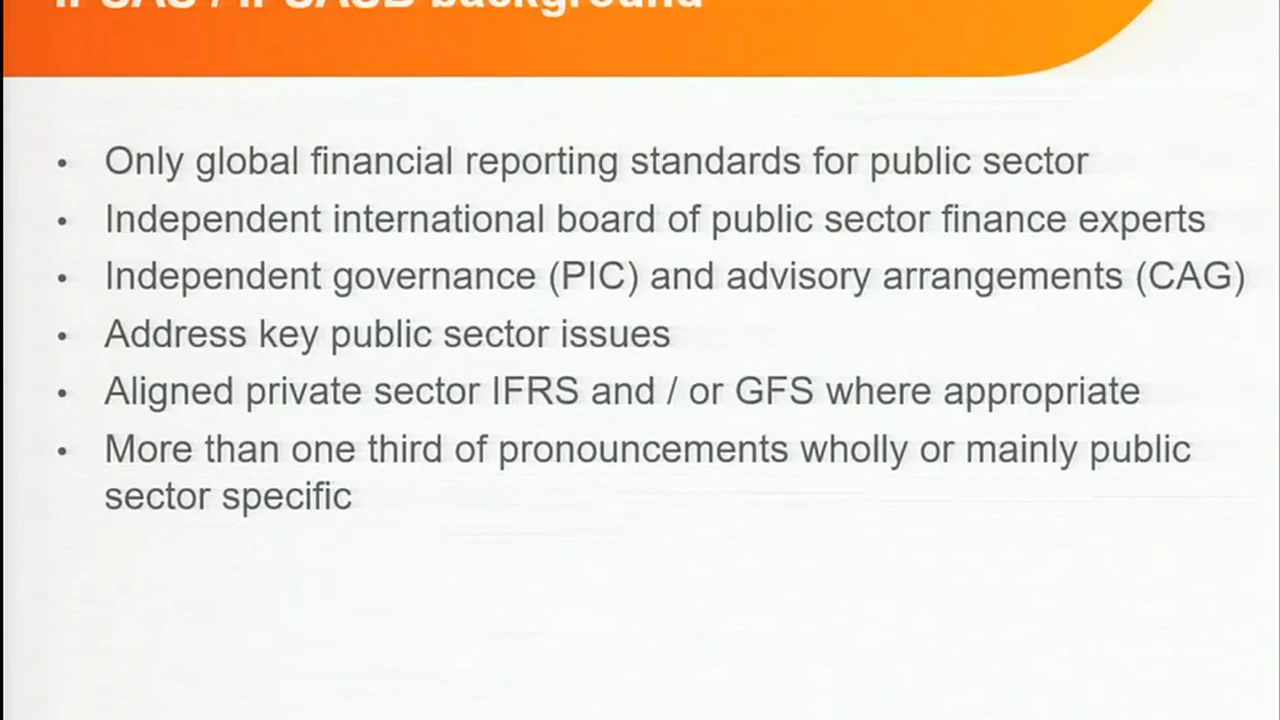 IPSAS / IPSASB background
• Only global financial reporting standards for public sector
• Independent international board of public sector finance experts
• Independent governance (PIC) and advisory arrangements (CAG)
• Address key public sector issues
• Aligned private sector IFRS and / or GFS where appropriate
• More than one third of pronouncements wholly or mainly public
sector specific